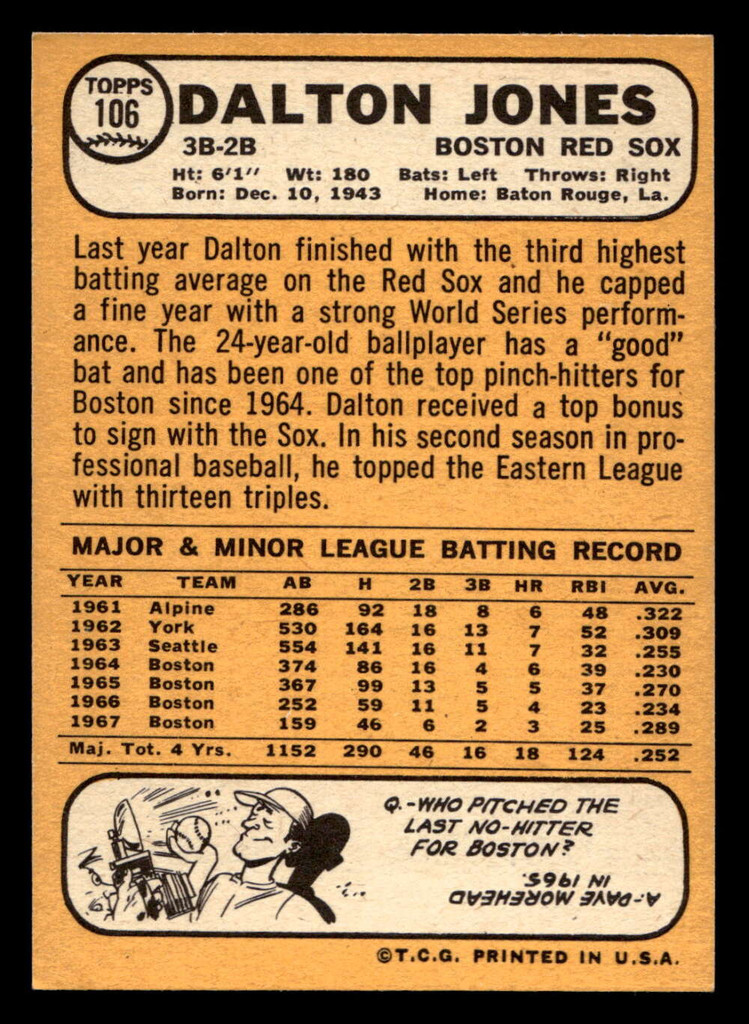 TOPPS
106
DALTON JONES
3B-2B BOSTON RED SOX
Ht: 6'1" Wt: 180 Bats: Left Throws: Right
Born: Dec. 10, 1943 Home: Baton Rouge, La.
Last year Dalton finished with the third highest
batting average on the Red Sox and he capped
a fine year with a strong World Series perform-
ance. The 24-year-old ballplayer has a "good"
bat and has been one of the top pinch-hitters for
Boston since 1964. Dalton received a top bonus
to sign with the Sox. In his second season in pro-
fessional baseball, he topped the Eastern League
with thirteen triples.
MAJOR & MINOR LEAGUE BATTING RECORD
YEAR TEAM AB H 2B 3B HR RBI AVG.
1961 Alpine 286 92 18 8 6 48 .322
1962 York 530 164 16 13 7 52 .309
1963 Seattle 554 141 16 11 7 32 .255
1964 Boston 374 86 16 4 6 39 .230
1965 Boston 367 99 13 5 5 37 .270
1966 Boston 252 59 11 5 4 23 .234
1967 Boston 159 46 6 2 3 25 .289
Maj. Tot. 4 Yrs. 1152 290 46 16 18 124 .252
Q.-WHO PITCHED THE
LAST NO-HITTER
FOR BOSTON?
A-DAVE MOREHEAD
IN 1965.
©T.C.G. PRINTED IN U.S.A.